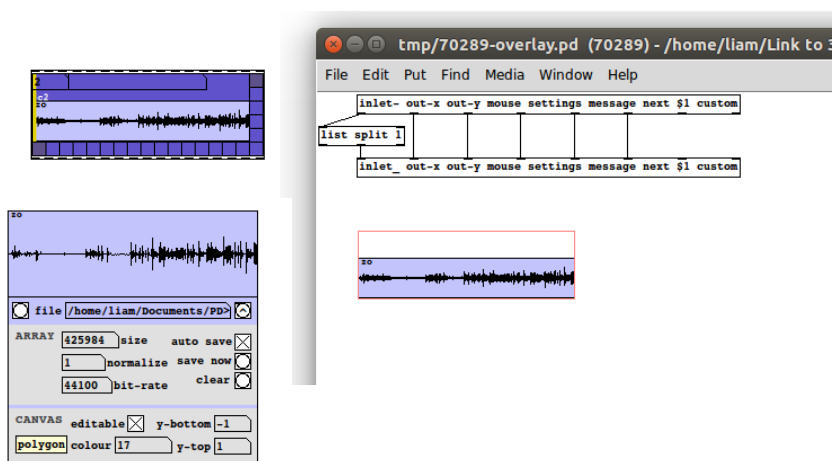 2
c2
zo
zo
file /home/liam/Documents/PD>
ARRAY 425984 size auto save
1 normalize save now
44100 bit-rate clear
CANVAS editable y-bottom -1
polygon colour 17 y-top 1
tmp/70289-overlay.pd (70289) - /home/liam/Link to 3
File Edit Put Find Media Window Help
inlet- out-x out-y mouse settings message next $1 custom
list split 1
inlet_ out-x out-y mouse settings message next $1 custom
zo